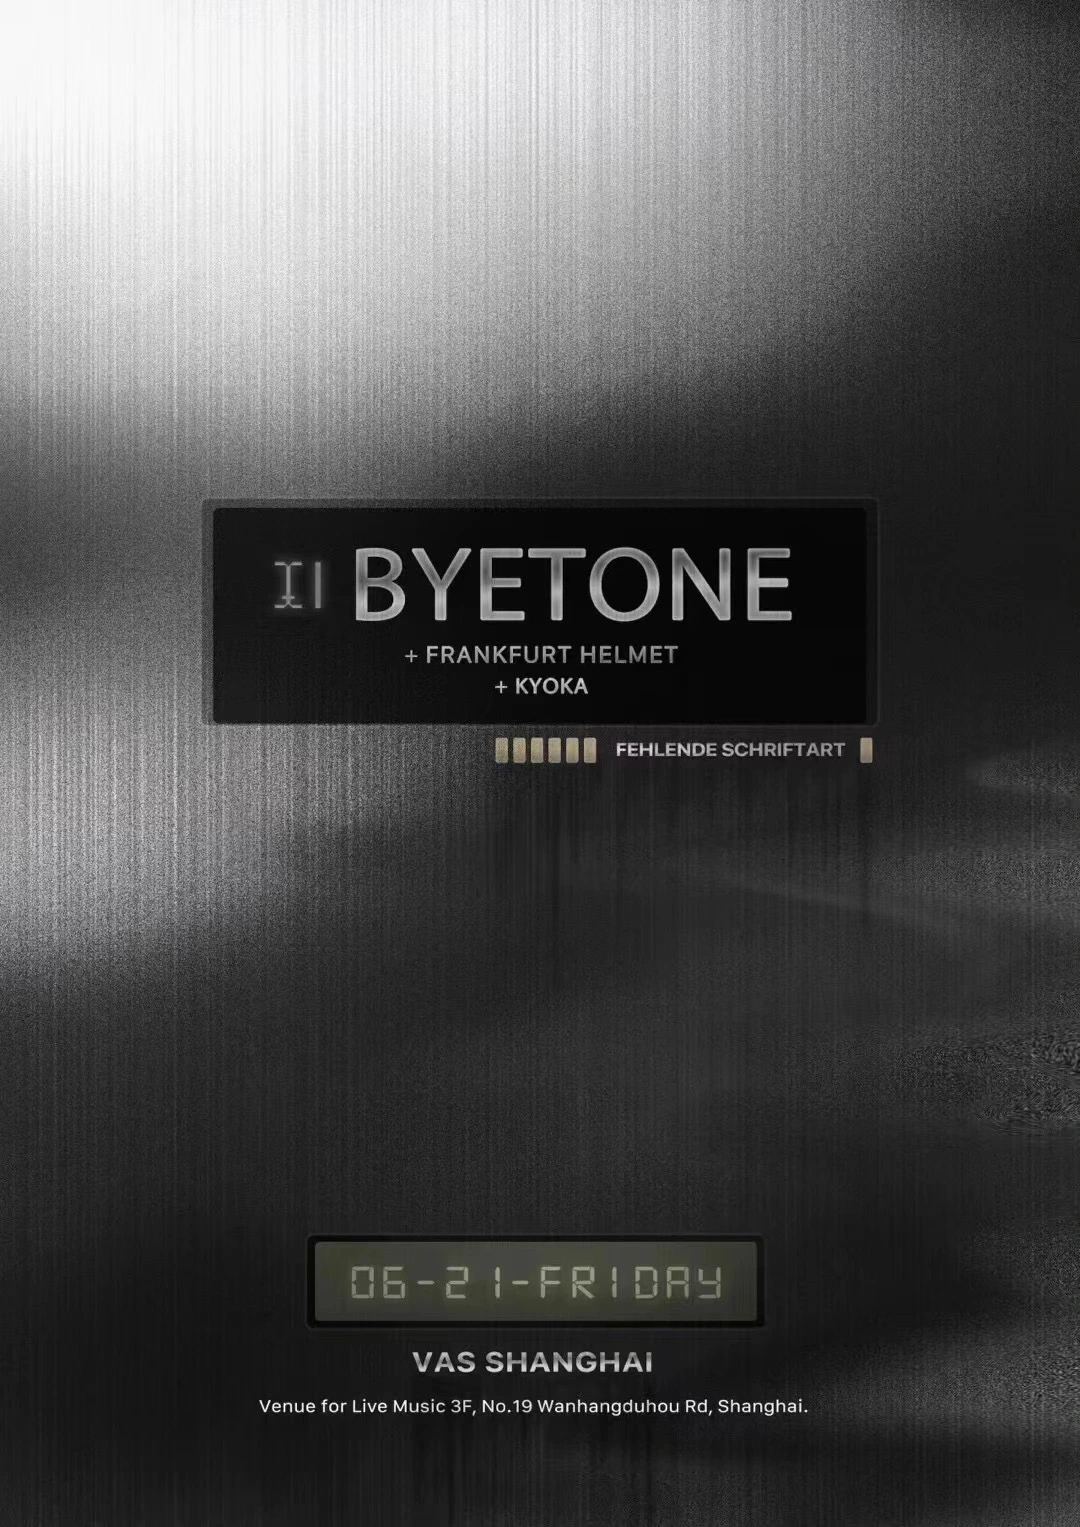 BYETONE
+ FRANKFURT HELMET
+ KYOKA
FEHLENDE SCHRIFTART
06-21-FRIDAY
VAS SHANGHAI
Venue for Live Music 3F, No.19 Wanhangduhou Rd, Shanghai.